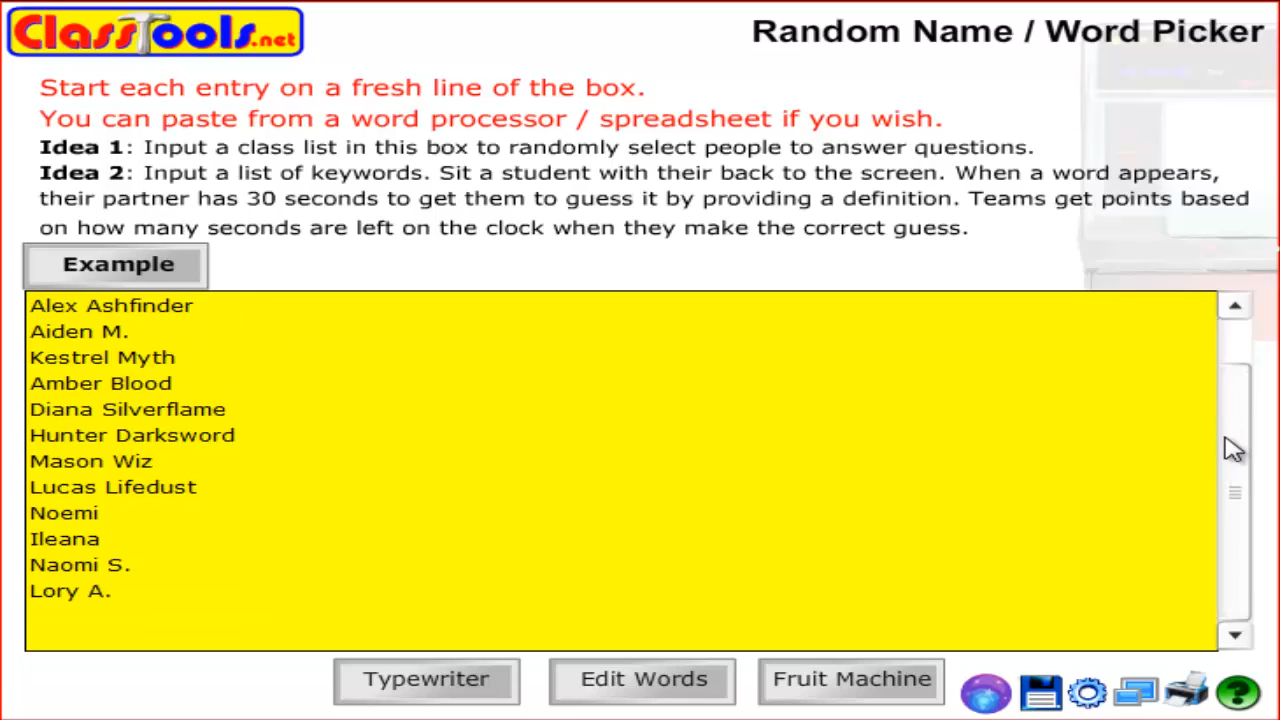 ClassTools.net
Random Name / Word Picker
Start each entry on a fresh line of the box.
You can paste from a word processor / spreadsheet if you wish.
Idea 1: Input a class list in this box to randomly select people to answer questions.
Idea 2: Input a list of keywords. Sit a student with their back to the screen. When a word appears,
their partner has 30 seconds to get them to guess it by providing a definition. Teams get points based
on how many seconds are left on the clock when they make the correct guess.
Example
Alex Ashfinder
Aiden M.
Kestrel Myth
Amber Blood
Diana Silverflame
Hunter Darksword
Mason Wiz
Lucas Lifedust
Noemi
Ileana
Naomi S.
Lory A.
Typewriter
Edit Words
Fruit Machine
?